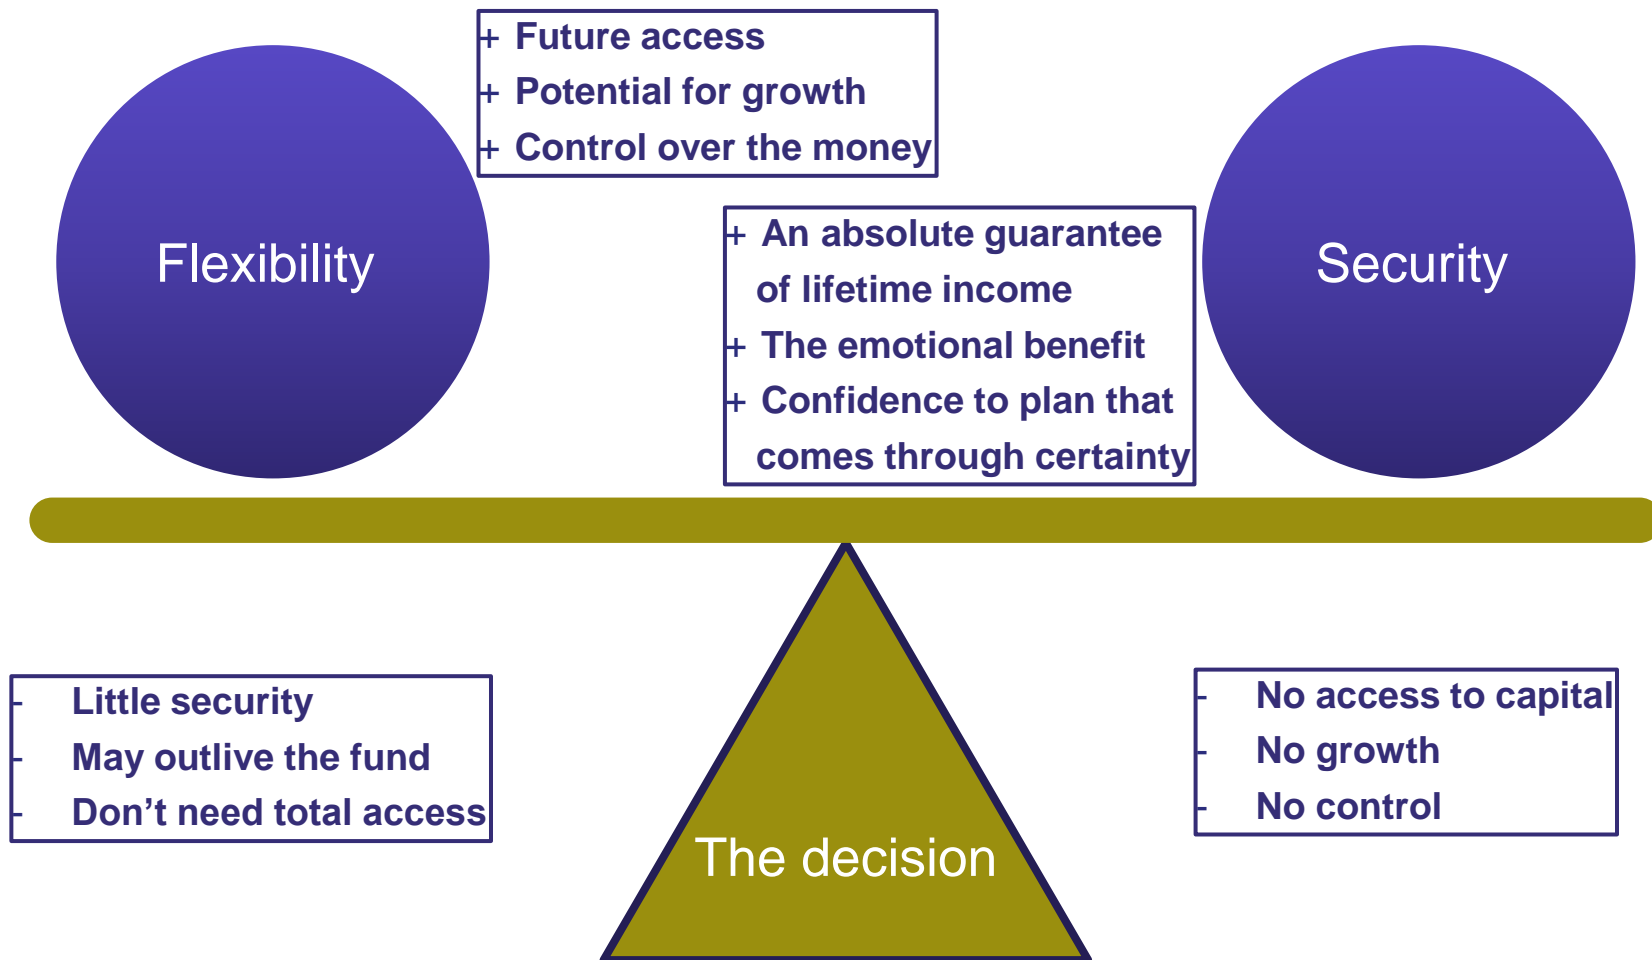 + Future access
+ Potential for growth
+ Control over the money
Flexibility
+ An absolute guarantee
of lifetime income
+ The emotional benefit
+ Confidence to plan that
comes through certainty
Security
- Little security
- May outlive the fund
- Don’t need total access
- No access to capital
- No growth
- No control
The decision